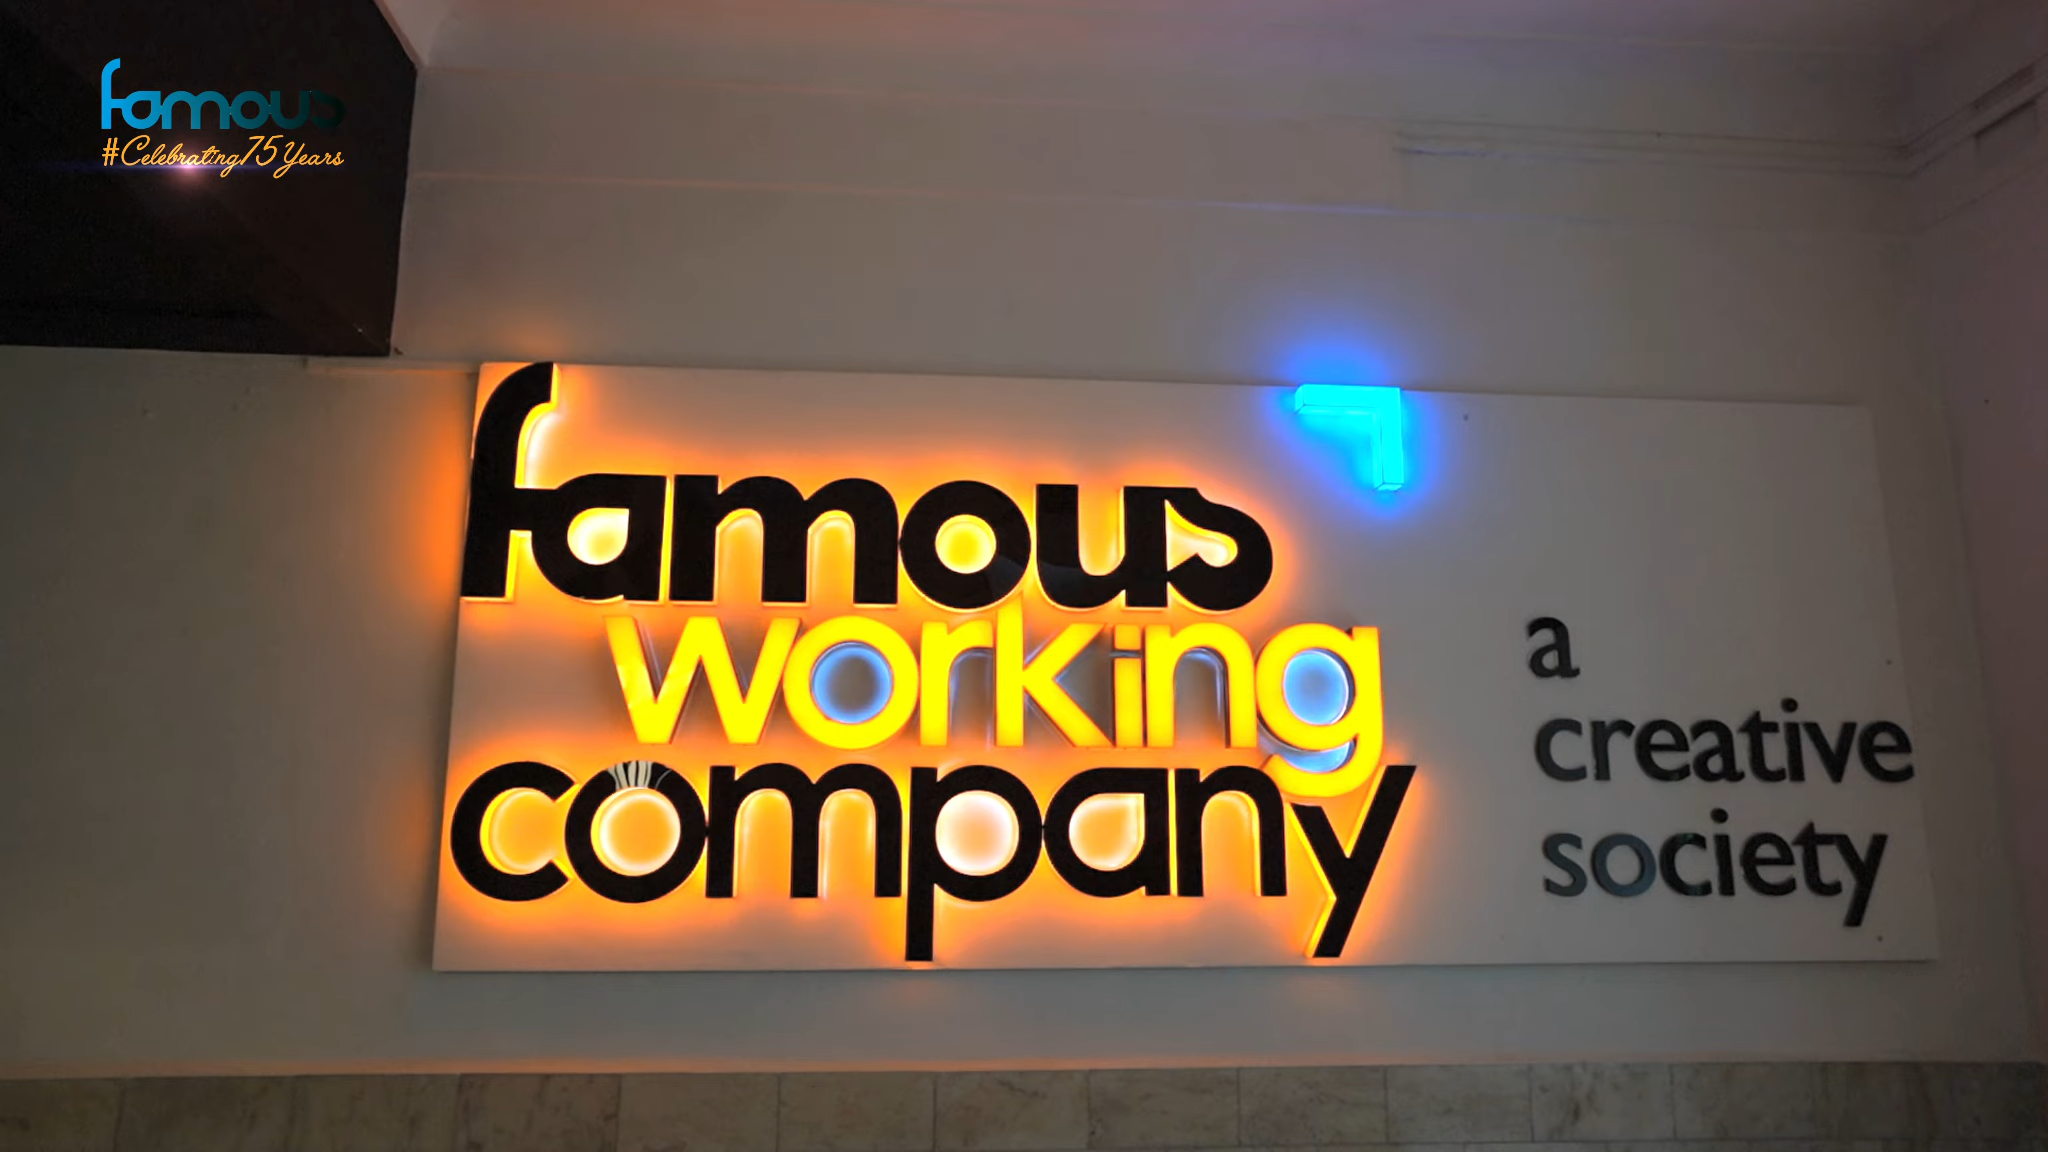 famous
#Celebrating75Years
famous
working
company
a
creative
society